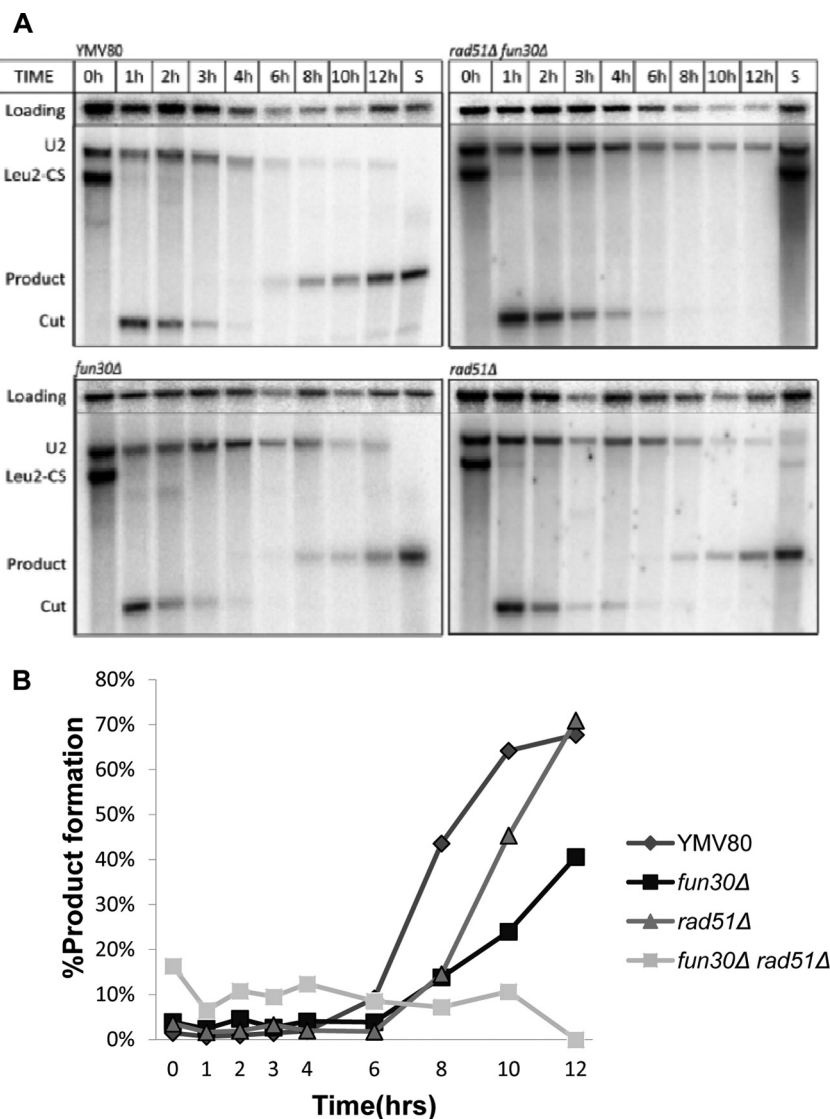 A
YMV80
rad51Δ fun30Δ
TIME 0h 1h 2h 3h 4h 6h 8h 10h 12h S 0h 1h 2h 3h 4h 6h 8h 10h 12h S
Loading
U2
Leu2-CS
Product
Cut
fun30Δ
rad51Δ
Loading
U2
Leu2-CS
Product
Cut
B
80%
70%
60%
50%
40%
30%
20%
10%
0%
%Product formation
0 1 2 3 4 6 8 10 12
Time(hrs)
YMV80
fun30Δ
rad51Δ
fun30Δ rad51Δ